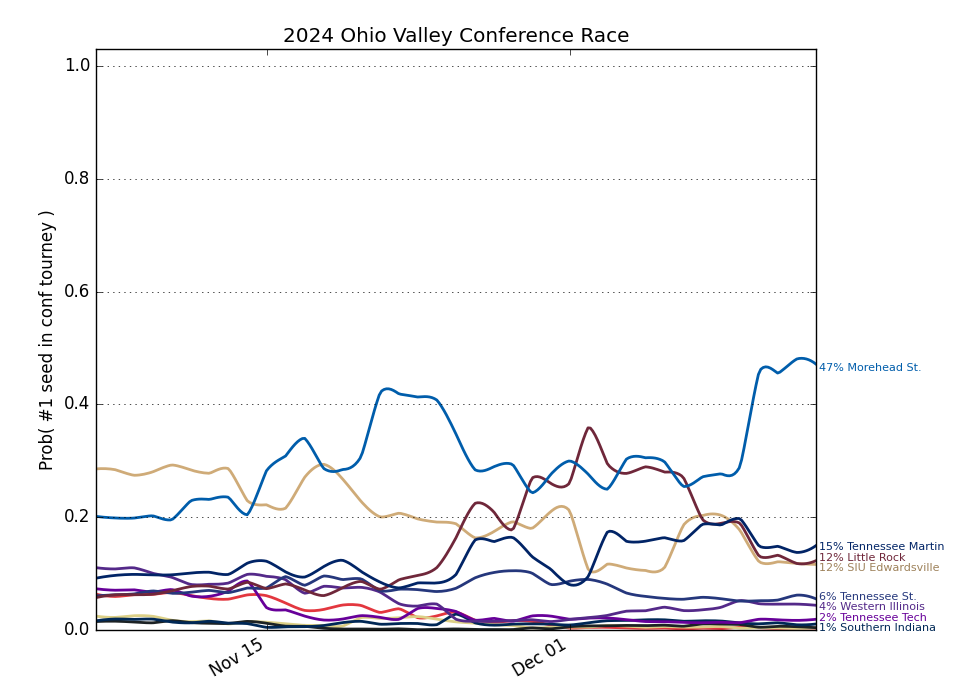 2024 Ohio Valley Conference Race
Prob( #1 seed in conf tourney )
1.0
0.8
0.6
0.4
0.2
0.0
Nov 15
Dec 01
47% Morehead St.
15% Tennessee Martin
12% Little Rock
12% SIU Edwardsville
6% Tennessee St.
4% Western Illinois
2% Tennessee Tech
1% Southern Indiana